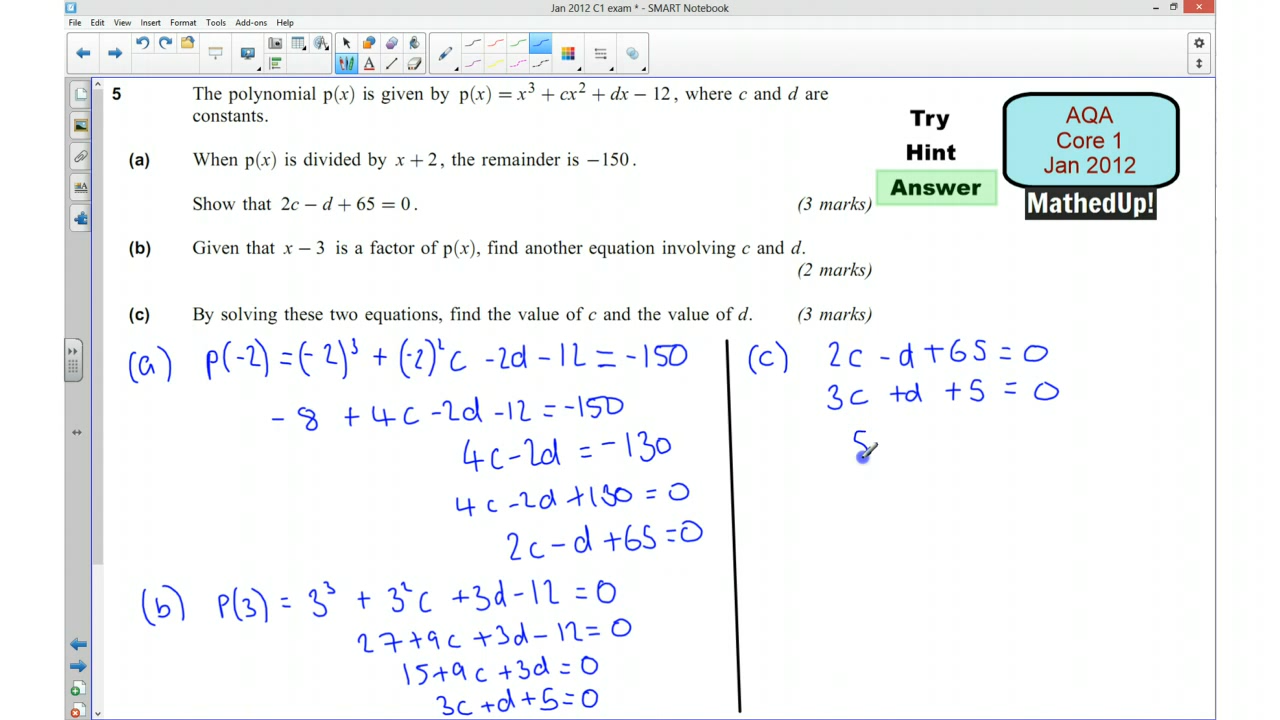 Jan 2012 C1 exam * - SMART Notebook
File Edit View Insert Format Tools Add-ons Help
5 The polynomial p(x) is given by p(x) = x³ + cx² + dx − 12, where c and d are
constants.
(a) When p(x) is divided by x + 2, the remainder is −150.
Show that 2c − d + 65 = 0. (3 marks)
(b) Given that x − 3 is a factor of p(x), find another equation involving c and d.
(2 marks)
(c) By solving these two equations, find the value of c and the value of d. (3 marks)
Try
Hint
Answer
AQA
Core 1
Jan 2012
MathedUp!
(a) p(-2) = (-2)³ + (-2)²c -2d -12 = -150
-8 + 4c -2d -12 = -150
4c -2d = -130
4c -2d +130 = 0
2c - d +65 = 0
(b) p(3) = 3³ + 3²c +3d -12 = 0
27 +9c +3d -12 = 0
15 +9c +3d = 0
3c +d +5 = 0
(c) 2c - d + 65 = 0
3c + d + 5 = 0
5